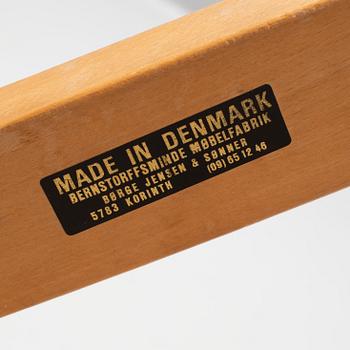 MADE IN DENMARK
BERNSTORFFSMINDE MØBELFABRIK
BØRGE JENSEN & SØNNER
5783 KORINTH (09) 65 12 46